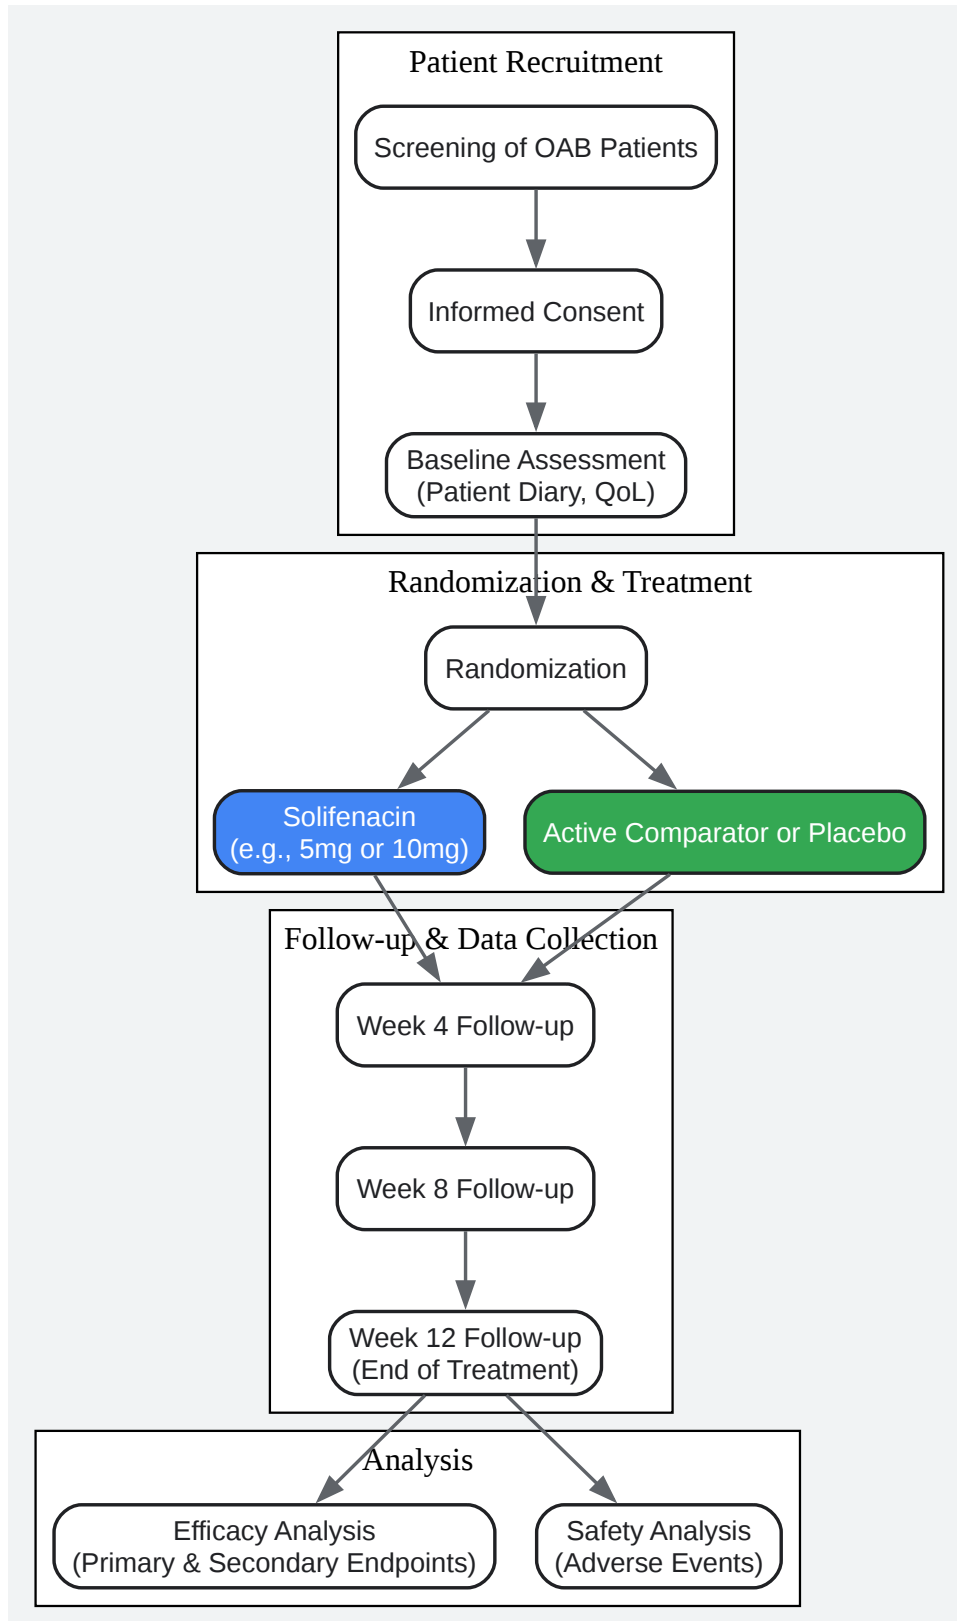 Patient Recruitment
Screening of OAB Patients
Informed Consent
Baseline Assessment
(Patient Diary, QoL)
Randomization & Treatment
Randomization
Solifenacin
(e.g., 5mg or 10mg)
Active Comparator or Placebo
Follow-up & Data Collection
Week 4 Follow-up
Week 8 Follow-up
Week 12 Follow-up
(End of Treatment)
Analysis
Efficacy Analysis
(Primary & Secondary Endpoints)
Safety Analysis
(Adverse Events)